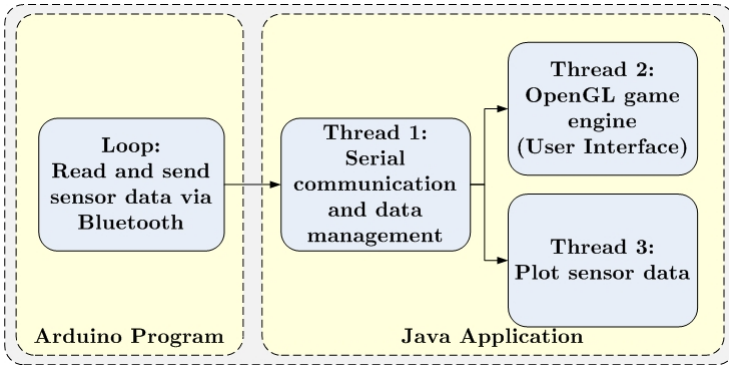 Loop:
Read and send
sensor data via
Bluetooth
Arduino Program
Thread 1:
Serial
communication
and data
management
Thread 2:
OpenGL game
engine
(User Interface)
Thread 3:
Plot sensor data
Java Application